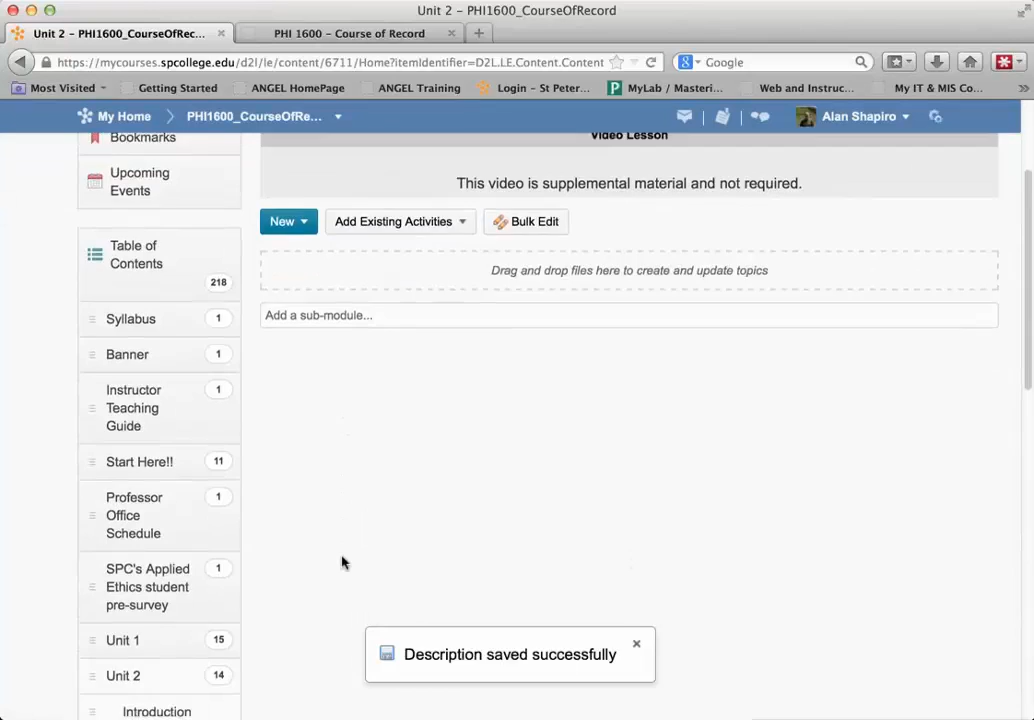 Unit 2 – PHI1600_CourseOfRecord
Unit 2 – PHI1600_CourseOfRec...
PHI 1600 – Course of Record
https://mycourses.spcollege.edu/d2l/le/content/6711/Home?itemIdentifier=D2L.LE.Content.Content
Google
Most Visited
Getting Started
ANGEL HomePage
ANGEL Training
Login – St Peter...
MyLab / Masteri...
Web and Instruc...
My IT & MIS Co...
My Home
PHI1600_CourseOfRe...
Alan Shapiro
Bookmarks
Upcoming
Events
Table of
Contents
218
Syllabus
1
Banner
1
Instructor
Teaching
Guide
1
Start Here!!
11
Professor
Office
Schedule
1
SPC's Applied
Ethics student
pre-survey
1
Unit 1
15
Unit 2
14
Introduction
Video Lesson
This video is supplemental material and not required.
New
Add Existing Activities
Bulk Edit
Drag and drop files here to create and update topics
Add a sub-module...
Description saved successfully